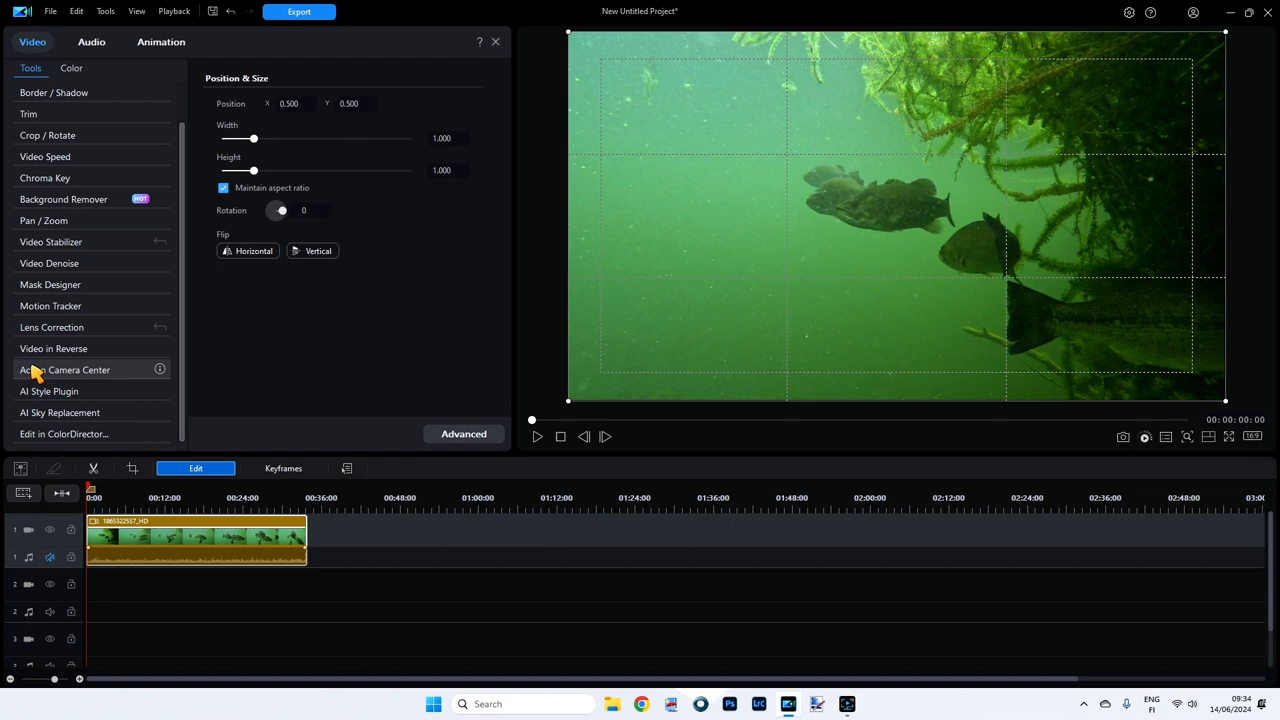 File Edit Tools View Playback Export New Untitled Project*
Video Audio Animation ?
Tools Color
Border / Shadow
Trim
Crop / Rotate
Video Speed
Chroma Key
Background Remover HOT
Pan / Zoom
Video Stabilizer
Video Denoise
Mask Designer
Motion Tracker
Lens Correction
Video in Reverse
Camera Center
AI Style Plugin
AI Sky Replacement
Edit in ColorDirector...
Position & Size
Position X 0.500 Y 0.500
Width
1.000
Height
1.000
Maintain aspect ratio
Rotation 0
Flip
Horizontal Vertical
Advanced
00:00:00:00
16:9
Edit Keyframes
0:00 00:12:00 00:24:00 00:36:00 00:48:00 01:00:00 01:12:00 01:24:00 01:36:00 01:48:00 02:00:00 02:12:00 02:24:00 02:36:00 02:48:00 03:00
1 1865322557_HD
1
2
2
3
Search
Ps Lrc
ENG
FI
09:34
14/06/2024